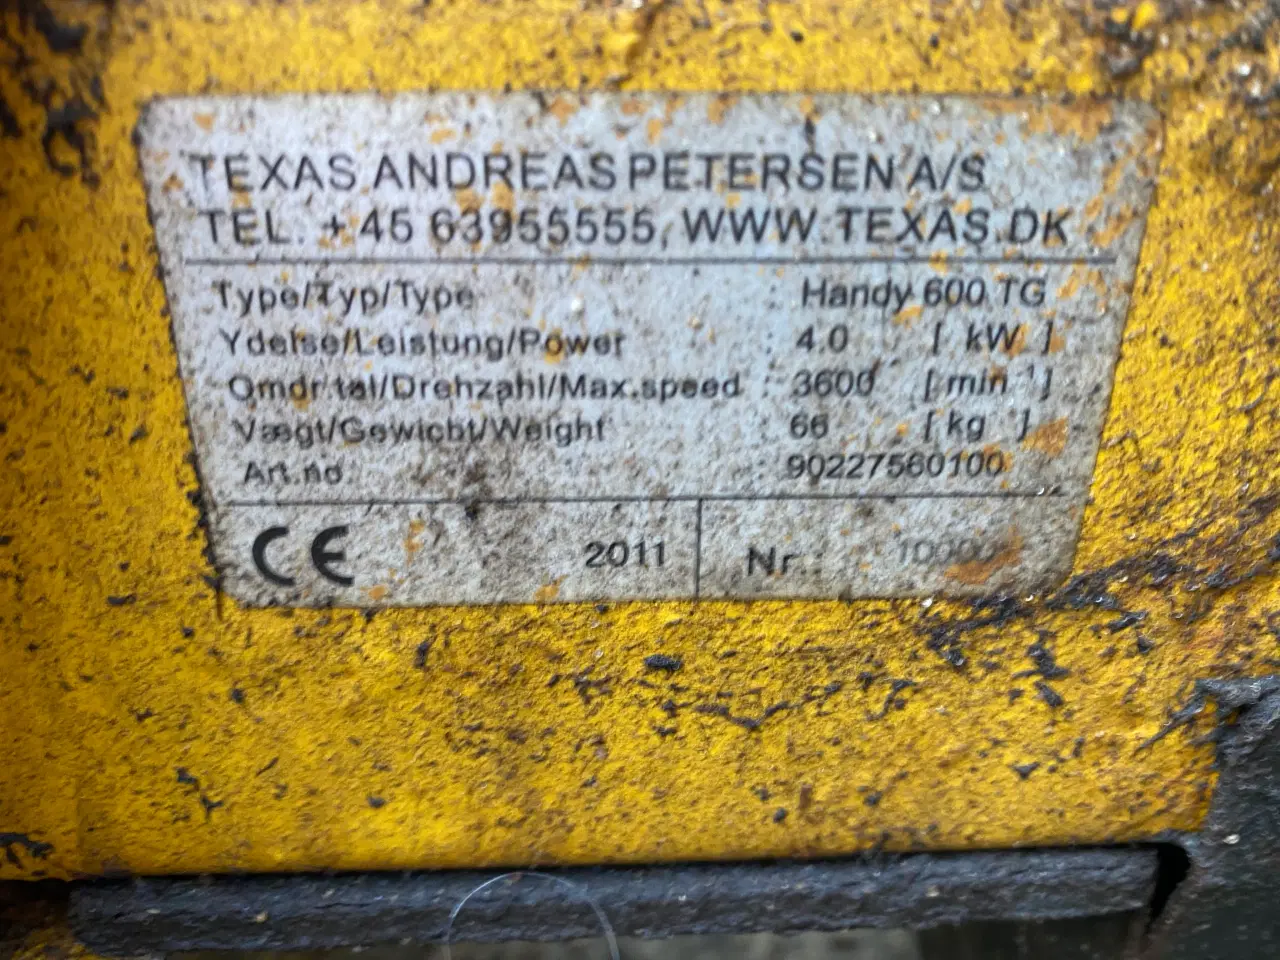 TEXAS ANDREAS PETERSEN A/S
TEL. +45 63955555, WWW.TEXAS.DK
Type/Typ/Type : Handy 600 TG
Ydelse/Leistung/Power : 4.0 [ kW ]
Omdr.tal/Drehzahl/Max.speed : 3600 [ min⁻¹]
Vægt/Gewicht/Weight : 66 [ kg ]
Art.no : 90227560100
CE 2011 Nr.: